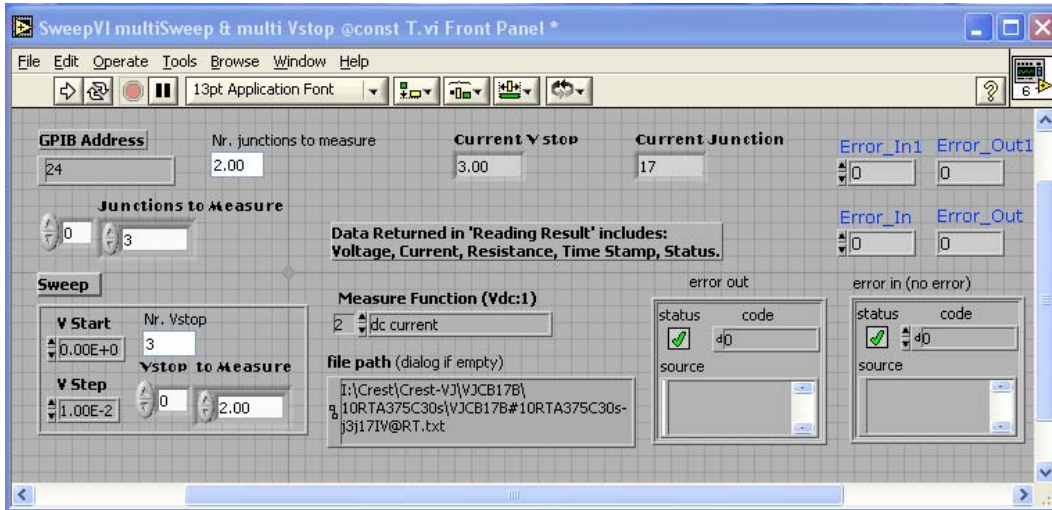 SweepVI multiSweep & multi Vstop @const T.vi Front Panel *
File Edit Operate Tools Browse Window Help
13pt Application Font
6
GPIB Address
24
Nr. junctions to measure
2.00
Current Vstop
3.00
Current Junction
17
Error_In1 Error_Out1
0 0
Junctions to Measure
0 3
Data Returned in 'Reading Result' includes:
Voltage, Current, Resistance, Time Stamp, Status.
Error_In Error_Out
0 0
Sweep
V Start
0.00E+0
Nr. Vstop
3
V Step
1.00E-2
Vstop to Measure
0 2.00
Measure Function (Vdc:1)
2 dc current
file path (dialog if empty)
I:\Crest\Crest-VJ\VJCB17B\
10RTA375C30s\VJCB17B#10RTA375C30s-
j3j17IV@RT.txt
error out
status code
d0
source
error in (no error)
status code
d0
source